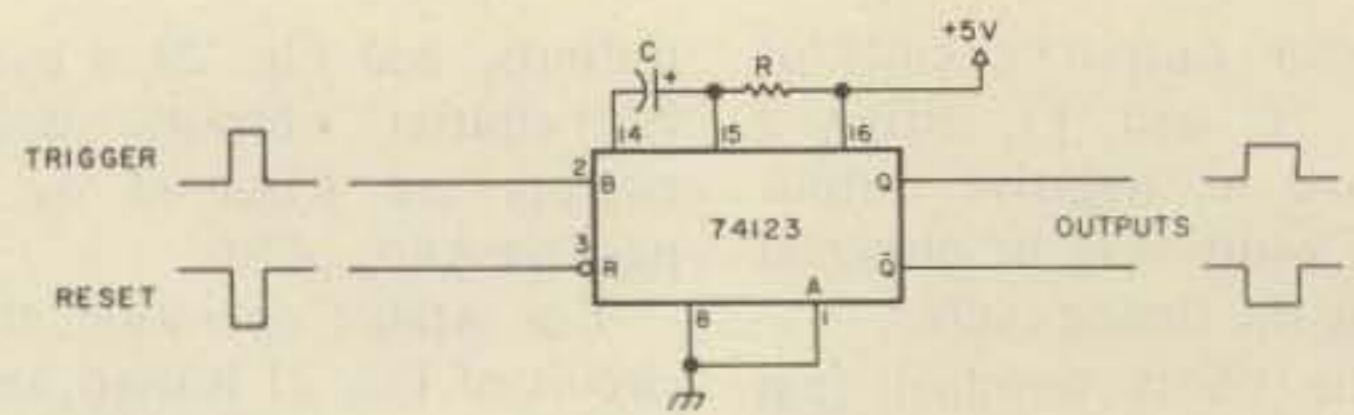 +5V
C + R
14 15 16
TRIGGER
2 B Q
74123 OUTPUTS
3
R Q̄
RESET
A
8 1